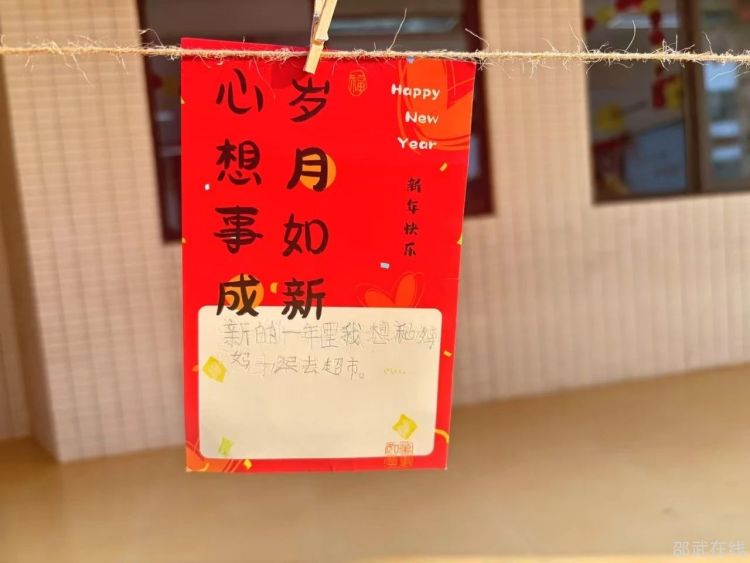 岁月如新
心想事成
Happy
New
Year
新年快乐
福
新的一年里我想和妈
妈一起去超市。
邵武在线